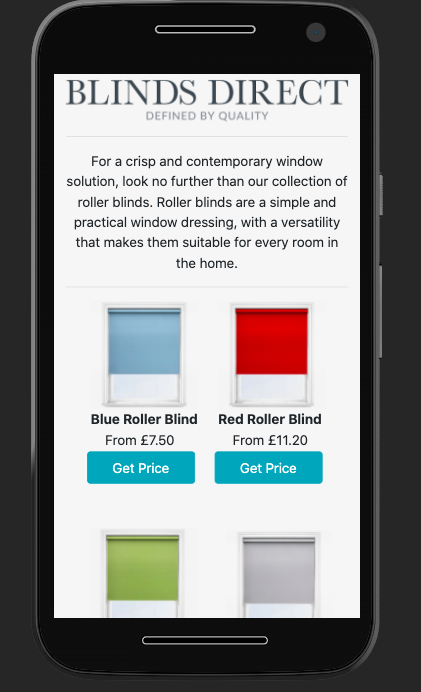 BLINDS DIRECT
DEFINED BY QUALITY
For a crisp and contemporary window
solution, look no further than our collection of
roller blinds. Roller blinds are a simple and
practical window dressing, with a versatility
that makes them suitable for every room in
the home.
Blue Roller Blind
Red Roller Blind
From £7.50
From £11.20
Get Price
Get Price